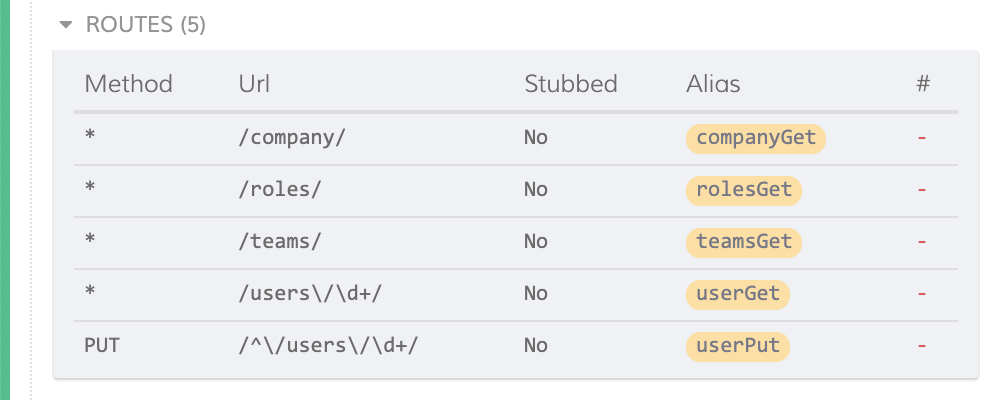 ROUTES (5)
Method Url Stubbed Alias #
* /company/ No companyGet -
* /roles/ No rolesGet -
* /teams/ No teamsGet -
* /users\/\d+/ No userGet -
PUT /^\/users\/\d+/ No userPut -